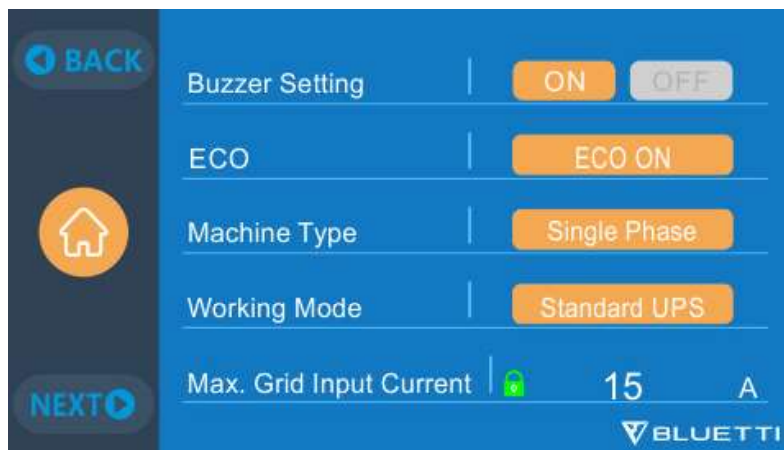 BACK
Buzzer Setting ON OFF
ECO ECO ON
Machine Type Single Phase
Working Mode Standard UPS
Max. Grid Input Current 15 A
NEXT
BLUETTI